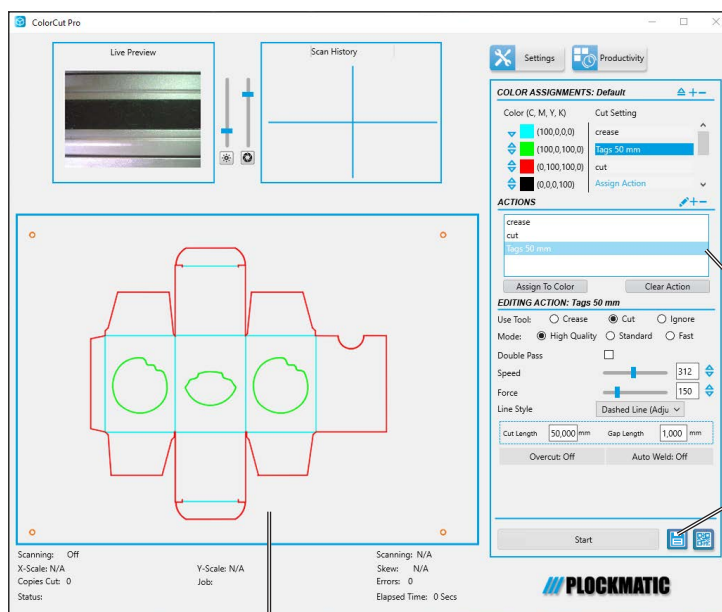 ColorCut Pro
Live Preview
Scan History
Settings
Productivity
COLOR ASSIGNMENTS: Default
Color (C, M, Y, K) Cut Setting
(100,0,0,0) crease
(100,0,100,0) Tags 50 mm
(0,100,100,0) cut
(0,0,0,100) Assign Action
ACTIONS
crease
cut
Tags 50 mm
Assign To Color Clear Action
EDITING ACTION: Tags 50 mm
Use Tool: Crease Cut Ignore
Mode: High Quality Standard Fast
Double Pass
Speed 312
Force 150
Line Style Dashed Line (Adju
Cut Length 50,000 mm Gap Length 1,000 mm
Overcut: Off Auto Weld: Off
Start
Scanning: Off Scanning: N/A
X-Scale: N/A Y-Scale: N/A Skew: N/A
Copies Cut: 0 Job: Errors: 0
Status: Elapsed Time: 0 Secs
PLOCKMATIC